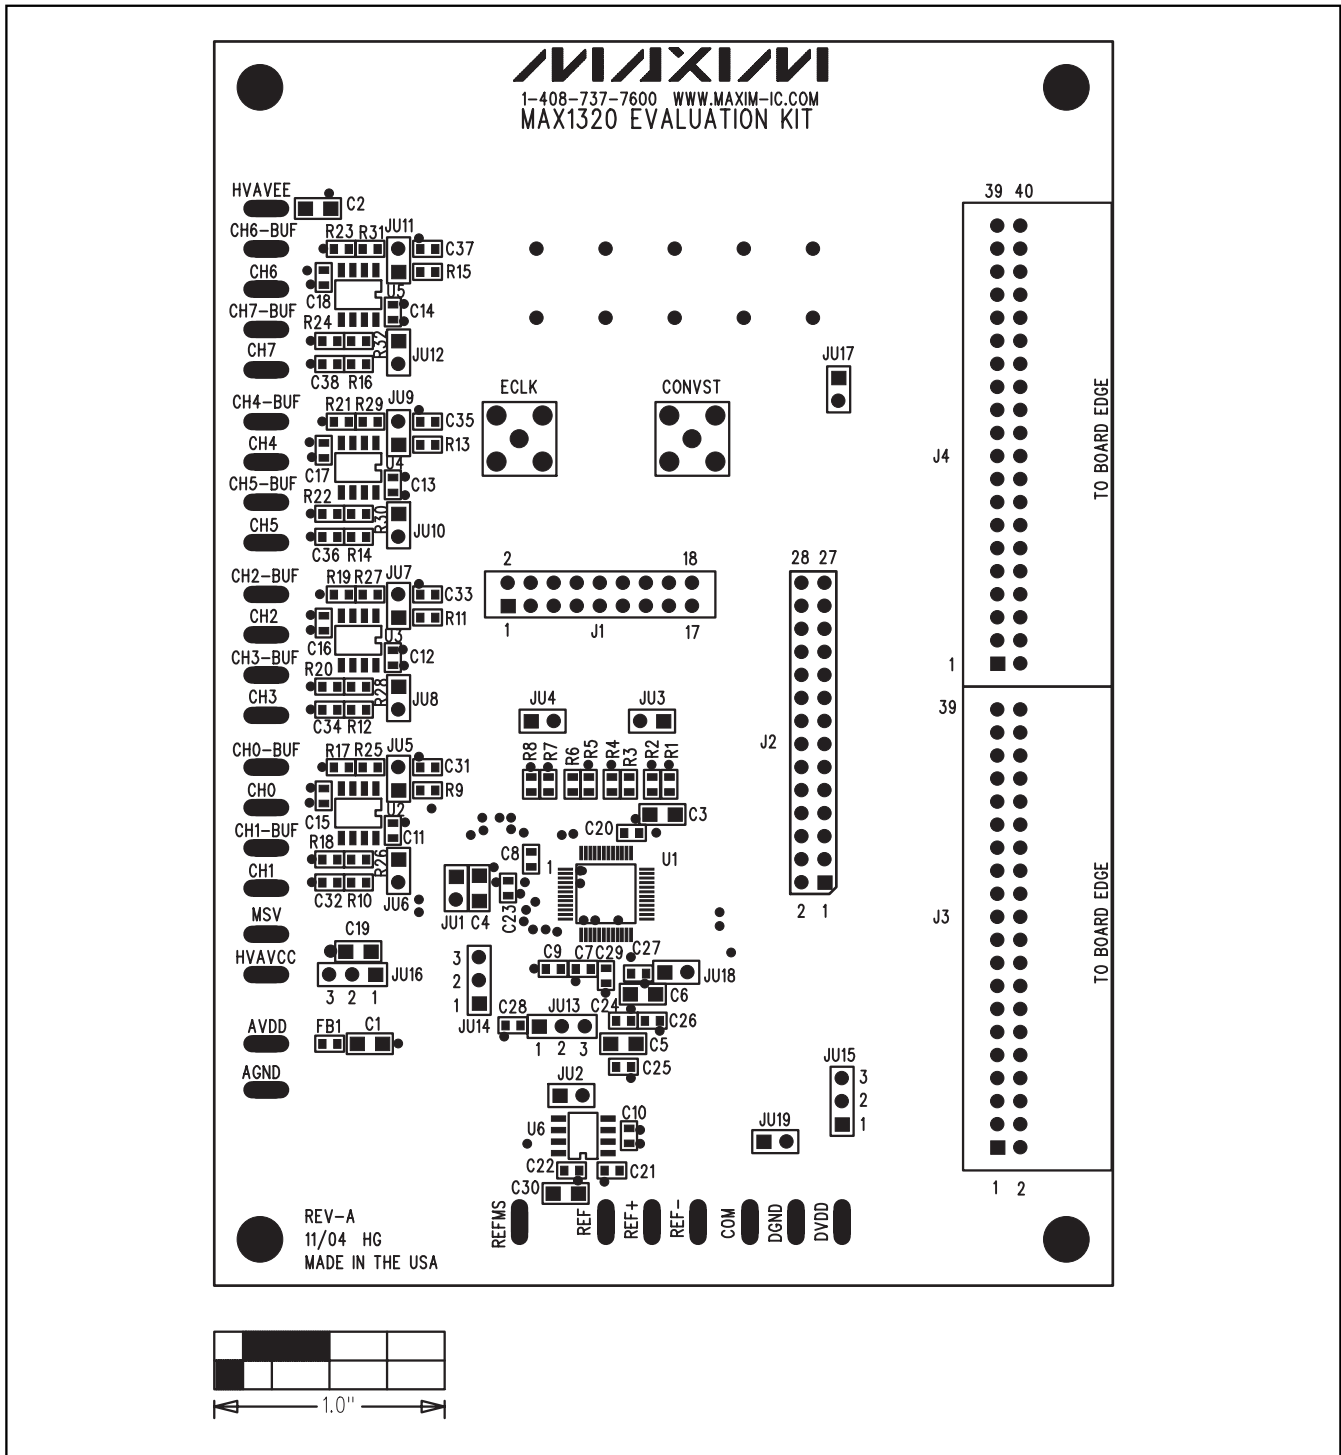 MAXIM
1-408-737-7600 WWW.MAXIM-IC.COM
MAX1320 EVALUATION KIT
HVAVEE
C2
39 40
CH6-BUF
R23 R31
JU11
C37
CH6
R15
C18
U5
C14
CH7-BUF
R24
R32
CH7
JU12
C38 R16
JU17
ECLK
CONVST
CH4-BUF
R21 R29
JU9
C35
CH4
R13
C17
U4
C13
CH5-BUF
R22
R30
CH5
JU10
C36 R14
J4
TO BOARD EDGE
2
18
28 27
CH2-BUF
R19 R27
JU7
C33
CH2
R11
1
J1
17
C16
U3
C12
CH3-BUF
R20
R28
CH3
JU8
C34 R12
1
JU4
JU3
39
J2
CH0-BUF
R17 R25
JU5
C31
R8
R7
R6
R5
R4
R3
R2
R1
CH0
R9
C15
U2
C11
C20
C3
CH1-BUF
R18
R26
C8
1
U1
CH1
C32 R10
JU6
JU1 C4
C23
2 1
J3
TO BOARD EDGE
MSV
C19
HVAVCC
JU16
3 2 1
3
2
1
JU14
C9 C7 C29
C27
JU18
C6
AVDD
FB1
C1
C28
JU13
1 2 3
C24
C26
C5
C25
AGND
JU2
JU15
3
2
1
U6
C10
JU19
C22
C21
C30
1 2
REFMS
REF
REF+
REF-
COM
DGND
DVDD
REV-A
11/04 HG
MADE IN THE USA
1.0"